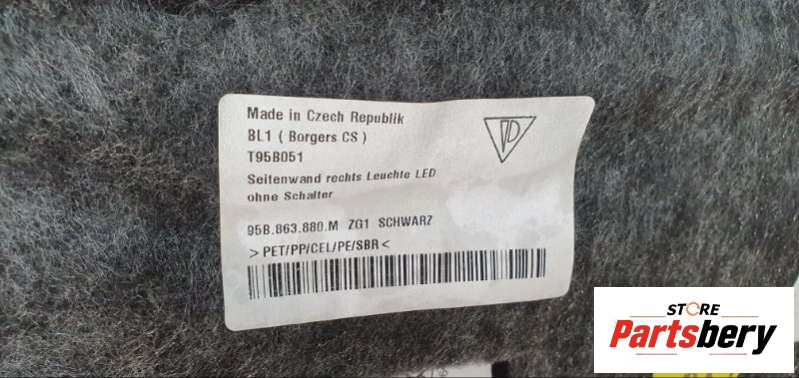 Made in Czech Republik
BL1 ( Borgers CS )
T95B051
Seitenwand rechts Leuchte LED
ohne Schalter
95B.863.880.M ZG1 SCHWARZ
> PET/PP/CEL/PE/SBR <
STORE
Partsbery